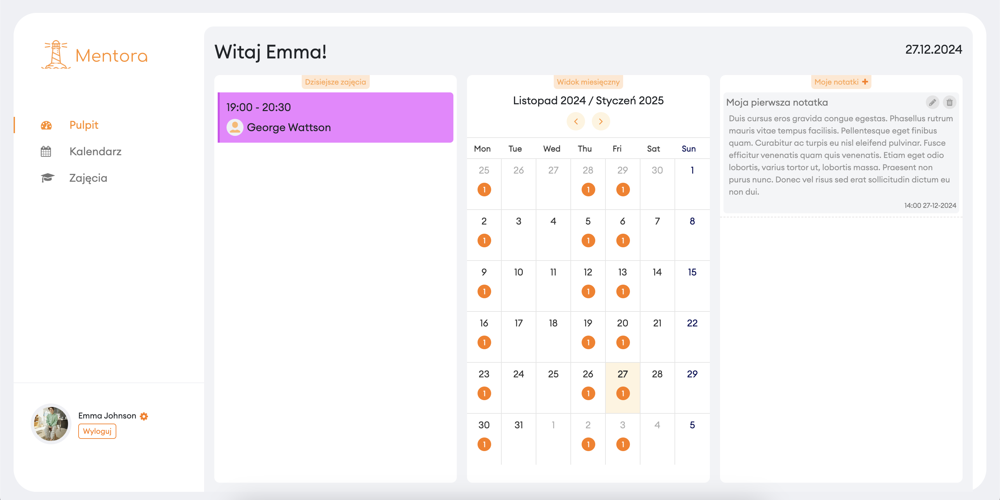 Mentora
Pulpit
Kalendarz
Zajęcia
Emma Johnson
Wyloguj
Witaj Emma!
27.12.2024
Dzisiejsze zajęcia
19:00 - 20:30
George Wattson
Widok miesięczny
Listopad 2024 / Styczeń 2025
Mon Tue Wed Thu Fri Sat Sun
25 26 27 28 29 30 1
1 1 1
2 3 4 5 6 7 8
1 1 1
9 10 11 12 13 14 15
1 1 1
16 17 18 19 20 21 22
1 1 1
23 24 25 26 27 28 29
1 1 1
30 31 1 2 3 4 5
1 1 1
Moje notatki +
Moja pierwsza notatka
Duis cursus eros gravida congue egestas. Phasellus rutrum
mauris vitae tempus facilisis. Pellentesque eget finibus
quam. Curabitur ac turpis eu nisl eleifend pulvinar. Fusce
efficitur venenatis quam quis venenatis. Etiam eget odio
lobortis, varius tortor ut, lobortis massa. Praesent non
purus nunc. Donec vel risus sed erat sollicitudin dictum eu
non dui.
14:00 27-12-2024